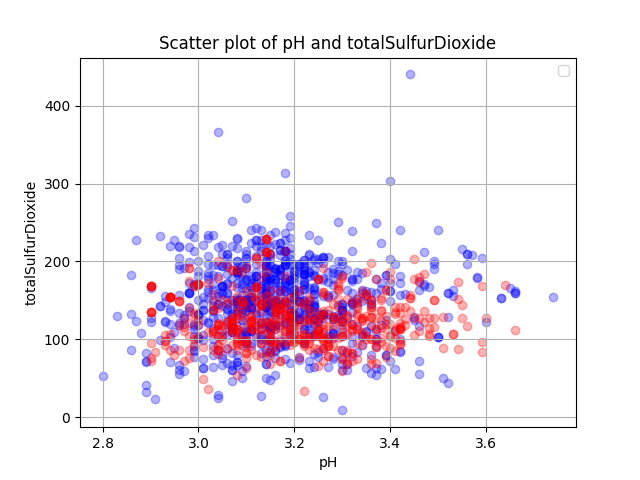 Scatter plot of pH and totalSulfurDioxide
400
300
200
100
0
totalSulfurDioxide
2.8 3.0 3.2 3.4 3.6
pH